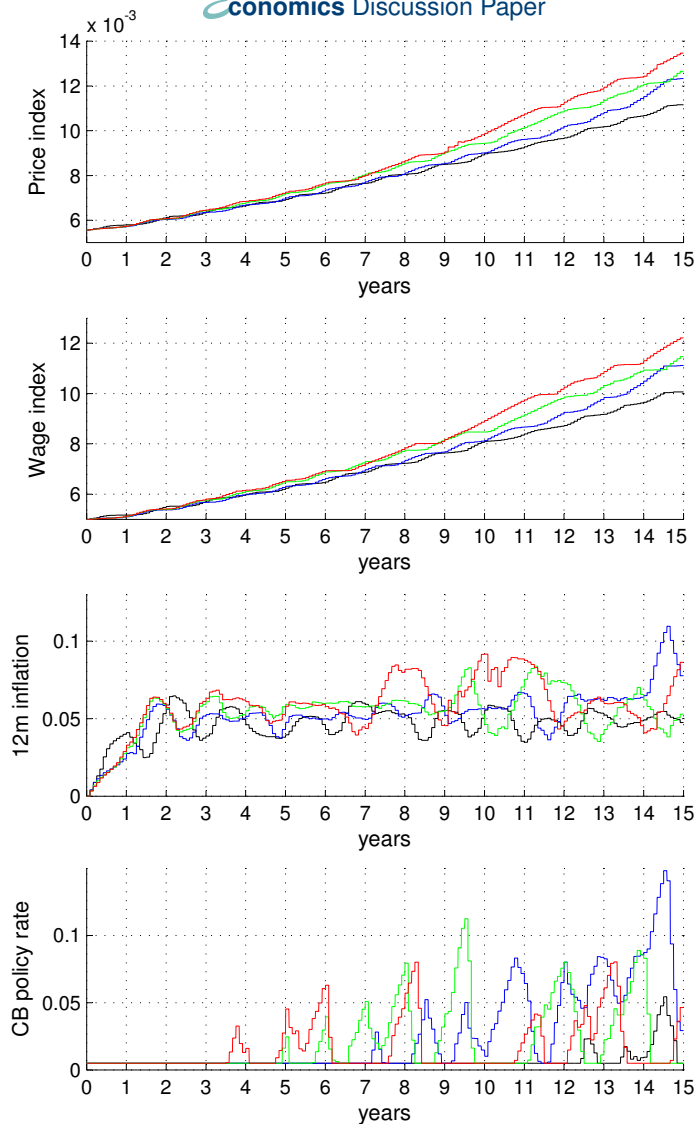 conomics Discussion Paper
x 10-3
14
12
10
8
6
Price index
0 1 2 3 4 5 6 7 8 9 10 11 12 13 14 15
years
12
10
8
6
Wage index
0 1 2 3 4 5 6 7 8 9 10 11 12 13 14 15
years
0.1
0.05
0
12m inflation
0 1 2 3 4 5 6 7 8 9 10 11 12 13 14 15
years
0.1
0.05
0
CB policy rate
0 1 2 3 4 5 6 7 8 9 10 11 12 13 14 15
years